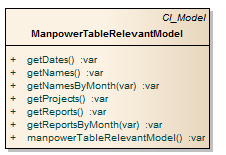 CI_Model
ManpowerTableRelevantModel
+ getDates() :var
+ getNames() :var
+ getNamesByMonth(var) :var
+ getProjects() :var
+ getReports() :var
+ getReportsByMonth(var) :var
+ manpowerTableRelevantModel() :var